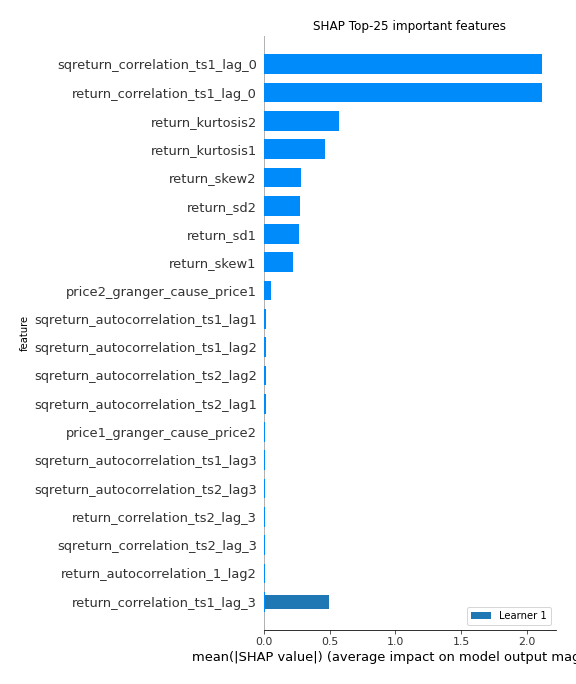 SHAP Top-25 important features
sqreturn_correlation_ts1_lag_0
return_correlation_ts1_lag_0
return_kurtosis2
return_kurtosis1
return_skew2
return_sd2
return_sd1
return_skew1
price2_granger_cause_price1
sqreturn_autocorrelation_ts1_lag1
sqreturn_autocorrelation_ts1_lag2
sqreturn_autocorrelation_ts2_lag2
sqreturn_autocorrelation_ts2_lag1
price1_granger_cause_price2
sqreturn_autocorrelation_ts1_lag3
sqreturn_autocorrelation_ts2_lag3
return_correlation_ts2_lag_3
sqreturn_correlation_ts2_lag_3
return_autocorrelation_1_lag2
return_correlation_ts1_lag_3
feature
Learner 1
0.0 0.5 1.0 1.5 2.0
mean(|SHAP value|) (average impact on model output mag